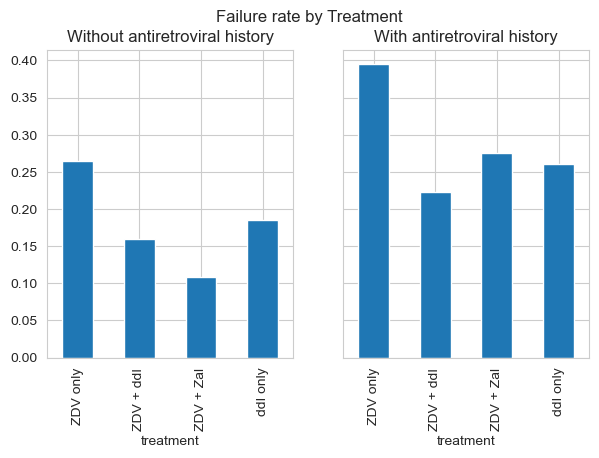 Failure rate by Treatment
Without antiretroviral history
With antiretroviral history
0.40
0.35
0.30
0.25
0.20
0.15
0.10
0.05
0.00
ZDV only
ZDV + ddI
ZDV + Zal
ddI only
treatment
ZDV only
ZDV + ddI
ZDV + Zal
ddI only
treatment